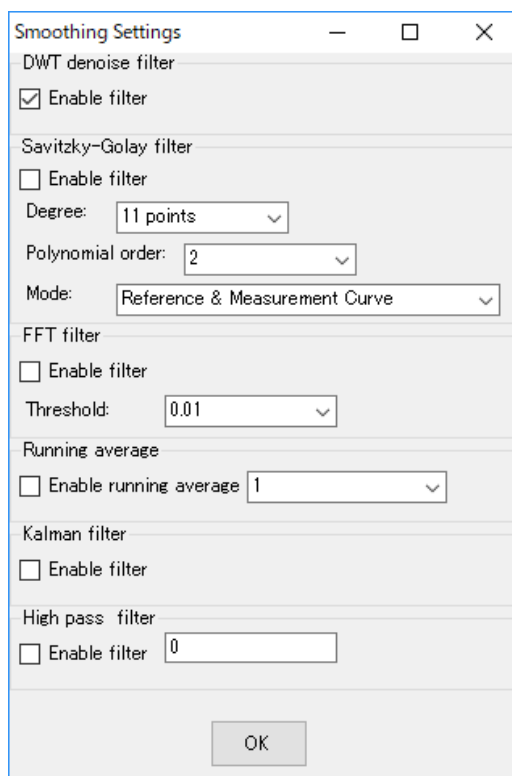 Smoothing Settings
DWT denoise filter
Enable filter
Savitzky-Golay filter
Enable filter
Degree: 11 points
Polynomial order: 2
Mode: Reference & Measurement Curve
FFT filter
Enable filter
Threshold: 0.01
Running average
Enable running average 1
Kalman filter
Enable filter
High pass filter
Enable filter 0
OK